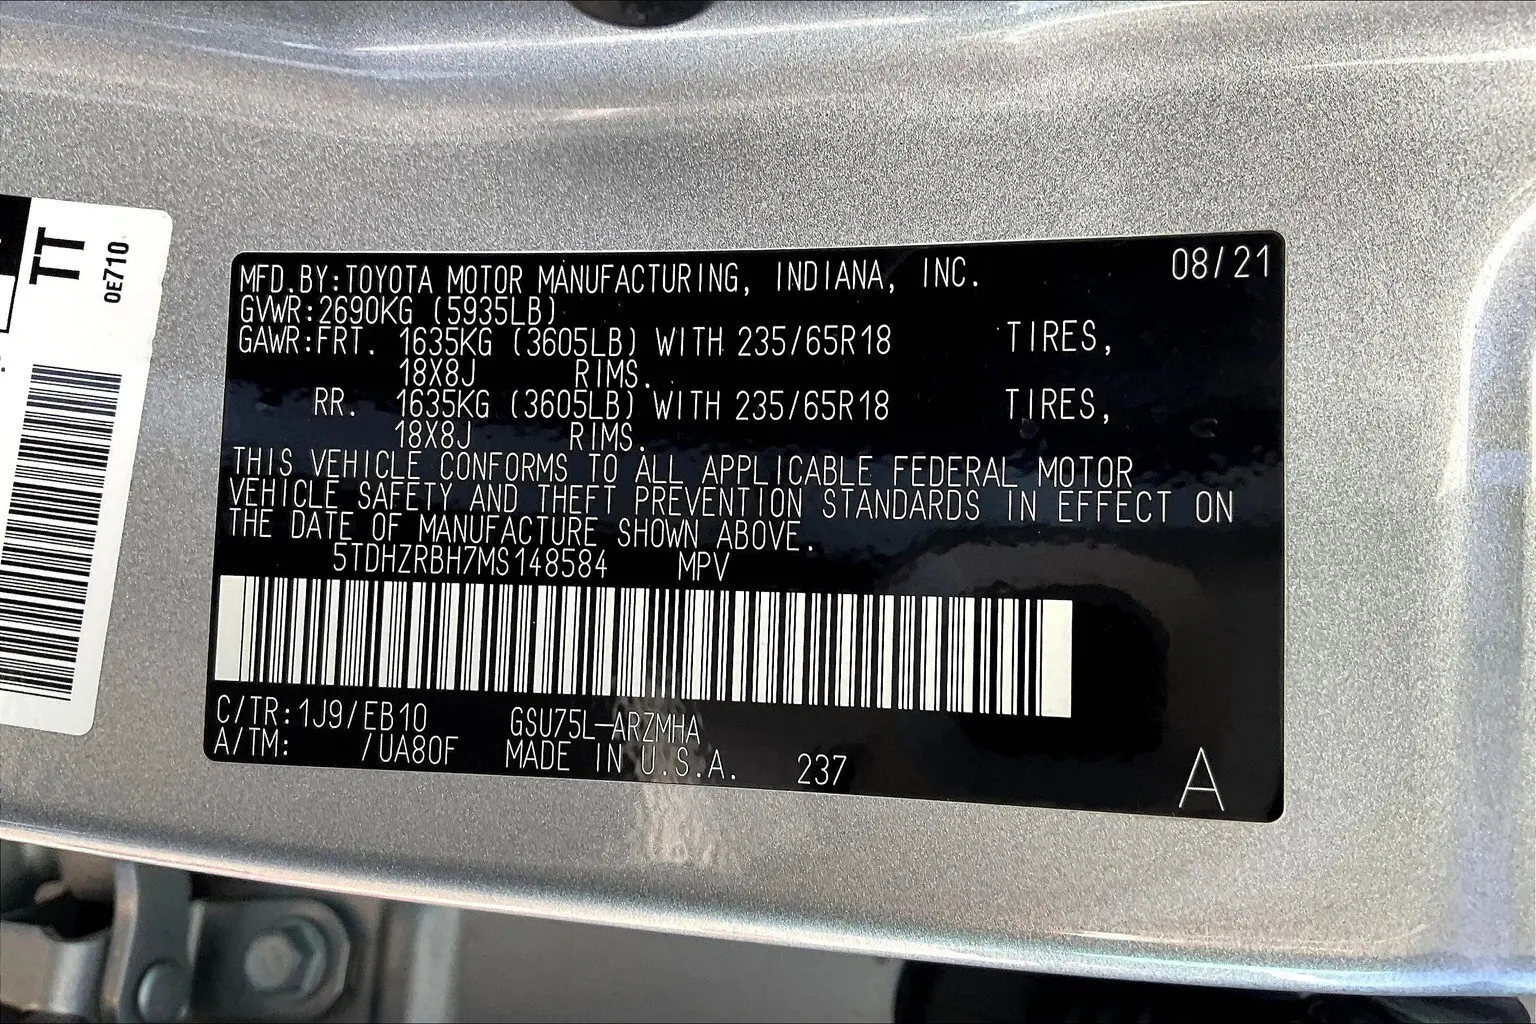 TT
0E710
MFD.BY:TOYOTA MOTOR MANUFACTURING, INDIANA, INC. 08/21
GVWR:2690KG (5935LB)
GAWR:FRT. 1635KG (3605LB) WITH 235/65R18 TIRES,
18X8J RIMS.
RR. 1635KG (3605LB) WITH 235/65R18 TIRES,
18X8J RIMS.
THIS VEHICLE CONFORMS TO ALL APPLICABLE FEDERAL MOTOR
VEHICLE SAFETY AND THEFT PREVENTION STANDARDS IN EFFECT ON
THE DATE OF MANUFACTURE SHOWN ABOVE.
5TDHZRBH7MS148584 MPV
C/TR:1J9/EB10 GSU75L-ARZMHA
A/TM: /UA80F MADE IN U.S.A. 237 A